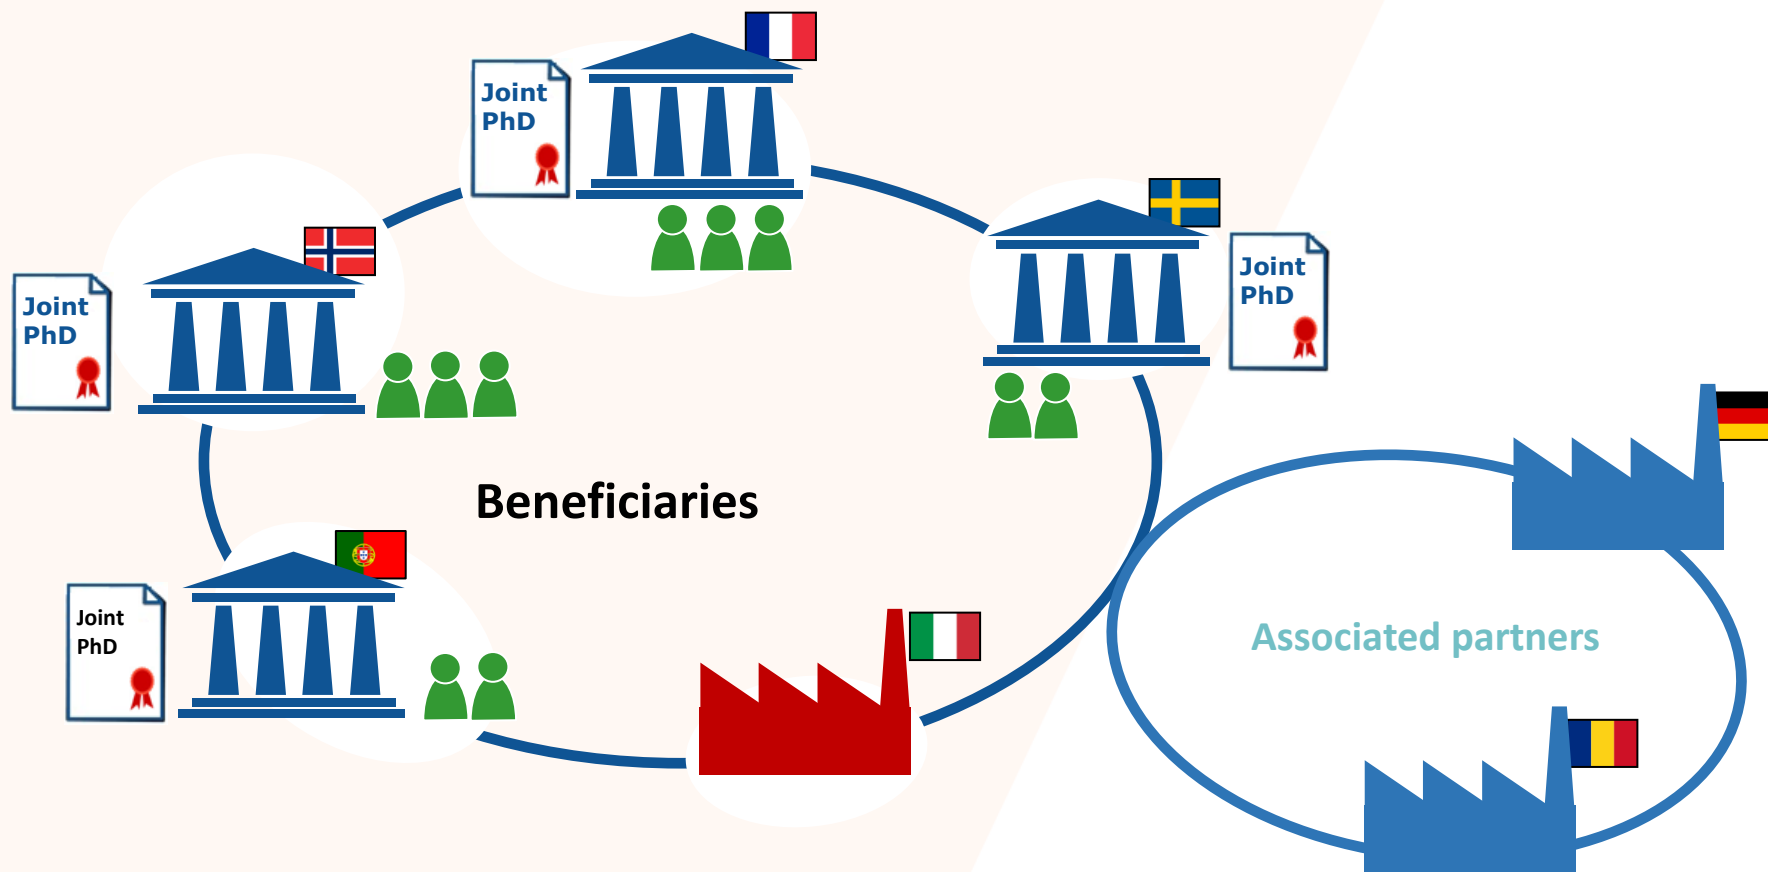 Joint
PhD
Joint
PhD
Joint
PhD
Beneficiaries
Joint
PhD
Associated partners